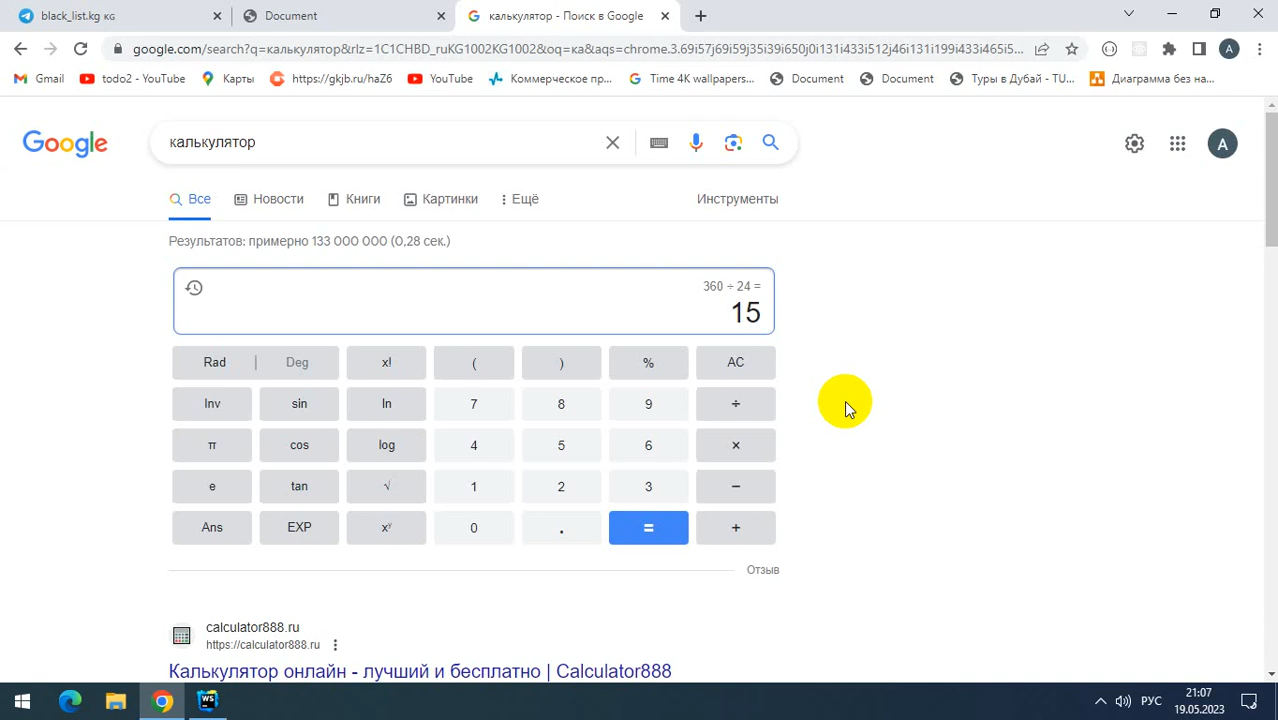 black_list.kg кg
Document
калькулятор - Поиск в Google
google.com/search?q=калькулятор&rlz=1C1CHBD_ruKG1002KG1002&oq=ка&aqs=chrome.3.69i57j69i59j35i39i650j0i131i433i512j46i131i199i433i465i5...
A
Gmail
todo2 - YouTube
Карты
https://gkjb.ru/haZ6
YouTube
Коммерческое пр...
Time 4K wallpapers...
Document
Document
Туры в Дубай - TU...
Диаграмма без на...
Google
калькулятор
A
Все
Новости
Книги
Картинки
Ещё
Инструменты
Результатов: примерно 133 000 000 (0,28 сек.)
360 ÷ 24 =
15
Rad | Deg x! ( ) % AC
Inv sin ln 7 8 9 ÷
π cos log 4 5 6 ×
e tan √ 1 2 3 −
Ans EXP xʸ 0 . = +
Отзыв
calculator888.ru
https://calculator888.ru
Калькулятор онлайн - лучший и бесплатно | Calculator888
WS
РУС
21:07
19.05.2023